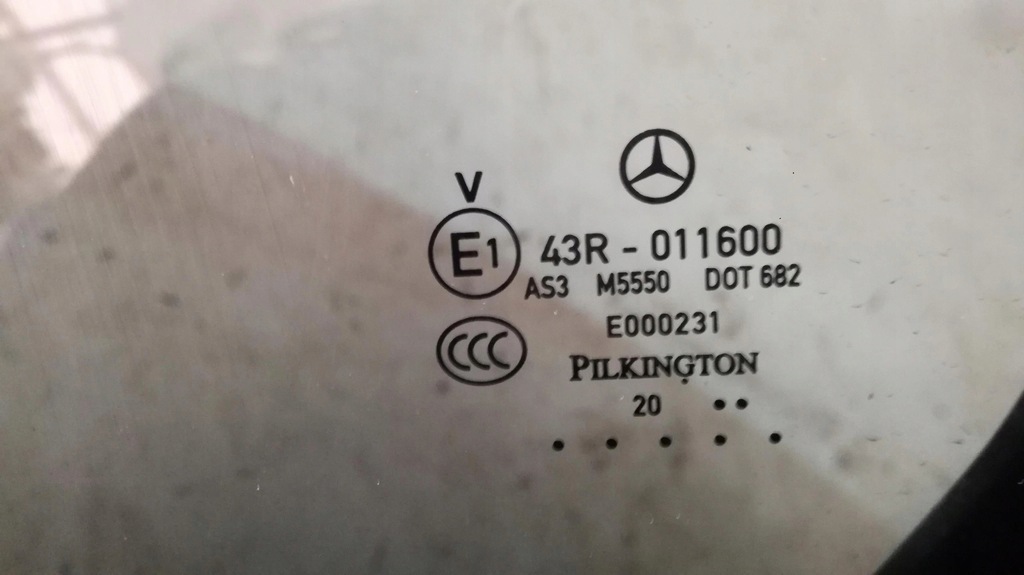 V
E1 43R - 011600
AS3 M5550 DOT 682
E000231
CCC
PILKINGTON
20